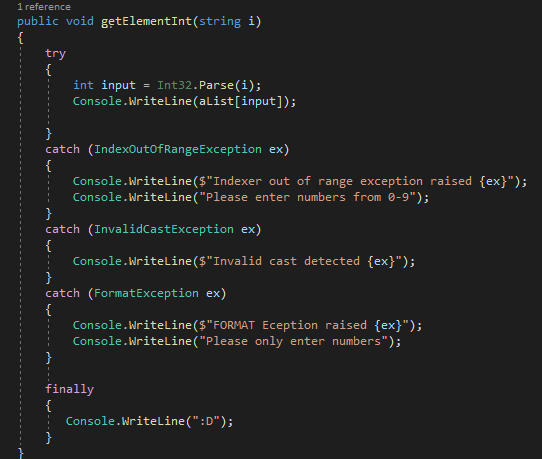 1 reference
public void getElementInt(string i)
{
try
{
int input = Int32.Parse(i);
Console.WriteLine(aList[input]);
}
catch (IndexOutOfRangeException ex)
{
Console.WriteLine($"Indexer out of range exception raised {ex}");
Console.WriteLine("Please enter numbers from 0-9");
}
catch (InvalidCastException ex)
{
Console.WriteLine($"Invalid cast detected {ex}");
}
catch (FormatException ex)
{
Console.WriteLine($"FORMAT Eception raised {ex}");
Console.WriteLine("Please only enter numbers");
}
finally
{
Console.WriteLine(":D");
}
}